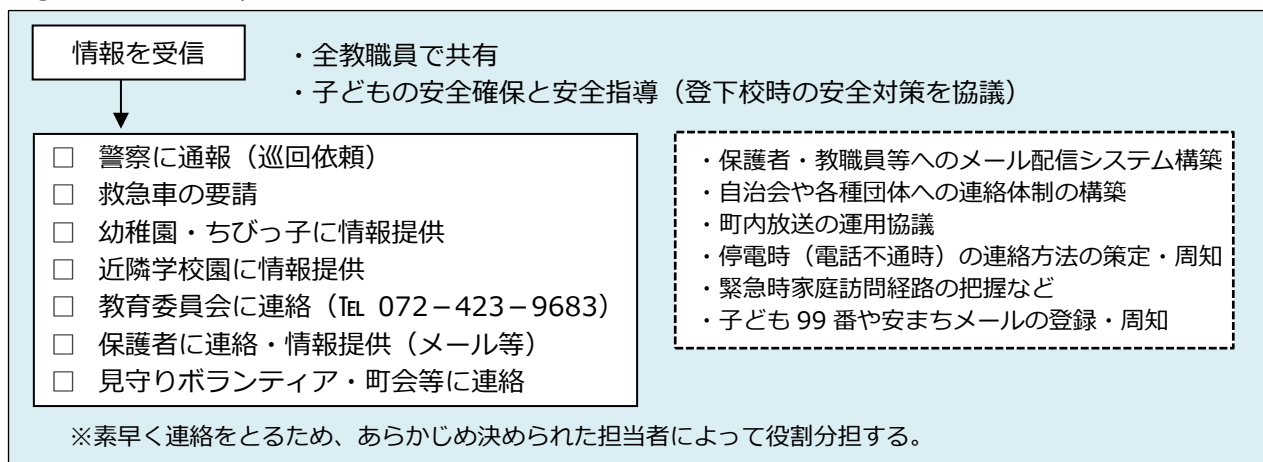 情報を受信
・全教職員で共有
・子どもの安全確保と安全指導（登下校時の安全対策を協議）
□ 警察に通報（巡回依頼）
□ 救急車の要請
□ 幼稚園・ちびっ子に情報提供
□ 近隣学校園に情報提供
□ 教育委員会に連絡（℡ 072－423－9683）
□ 保護者に連絡・情報提供（メール等）
□ 見守りボランティア・町会等に連絡
・保護者・教職員等へのメール配信システム構築
・自治会や各種団体への連絡体制の構築
・町内放送の運用協議
・停電時（電話不通時）の連絡方法の策定・周知
・緊急時家庭訪問経路の把握など
・子ども 99 番や安まちメールの登録・周知
※素早く連絡をとるため、あらかじめ決められた担当者によって役割分担する。